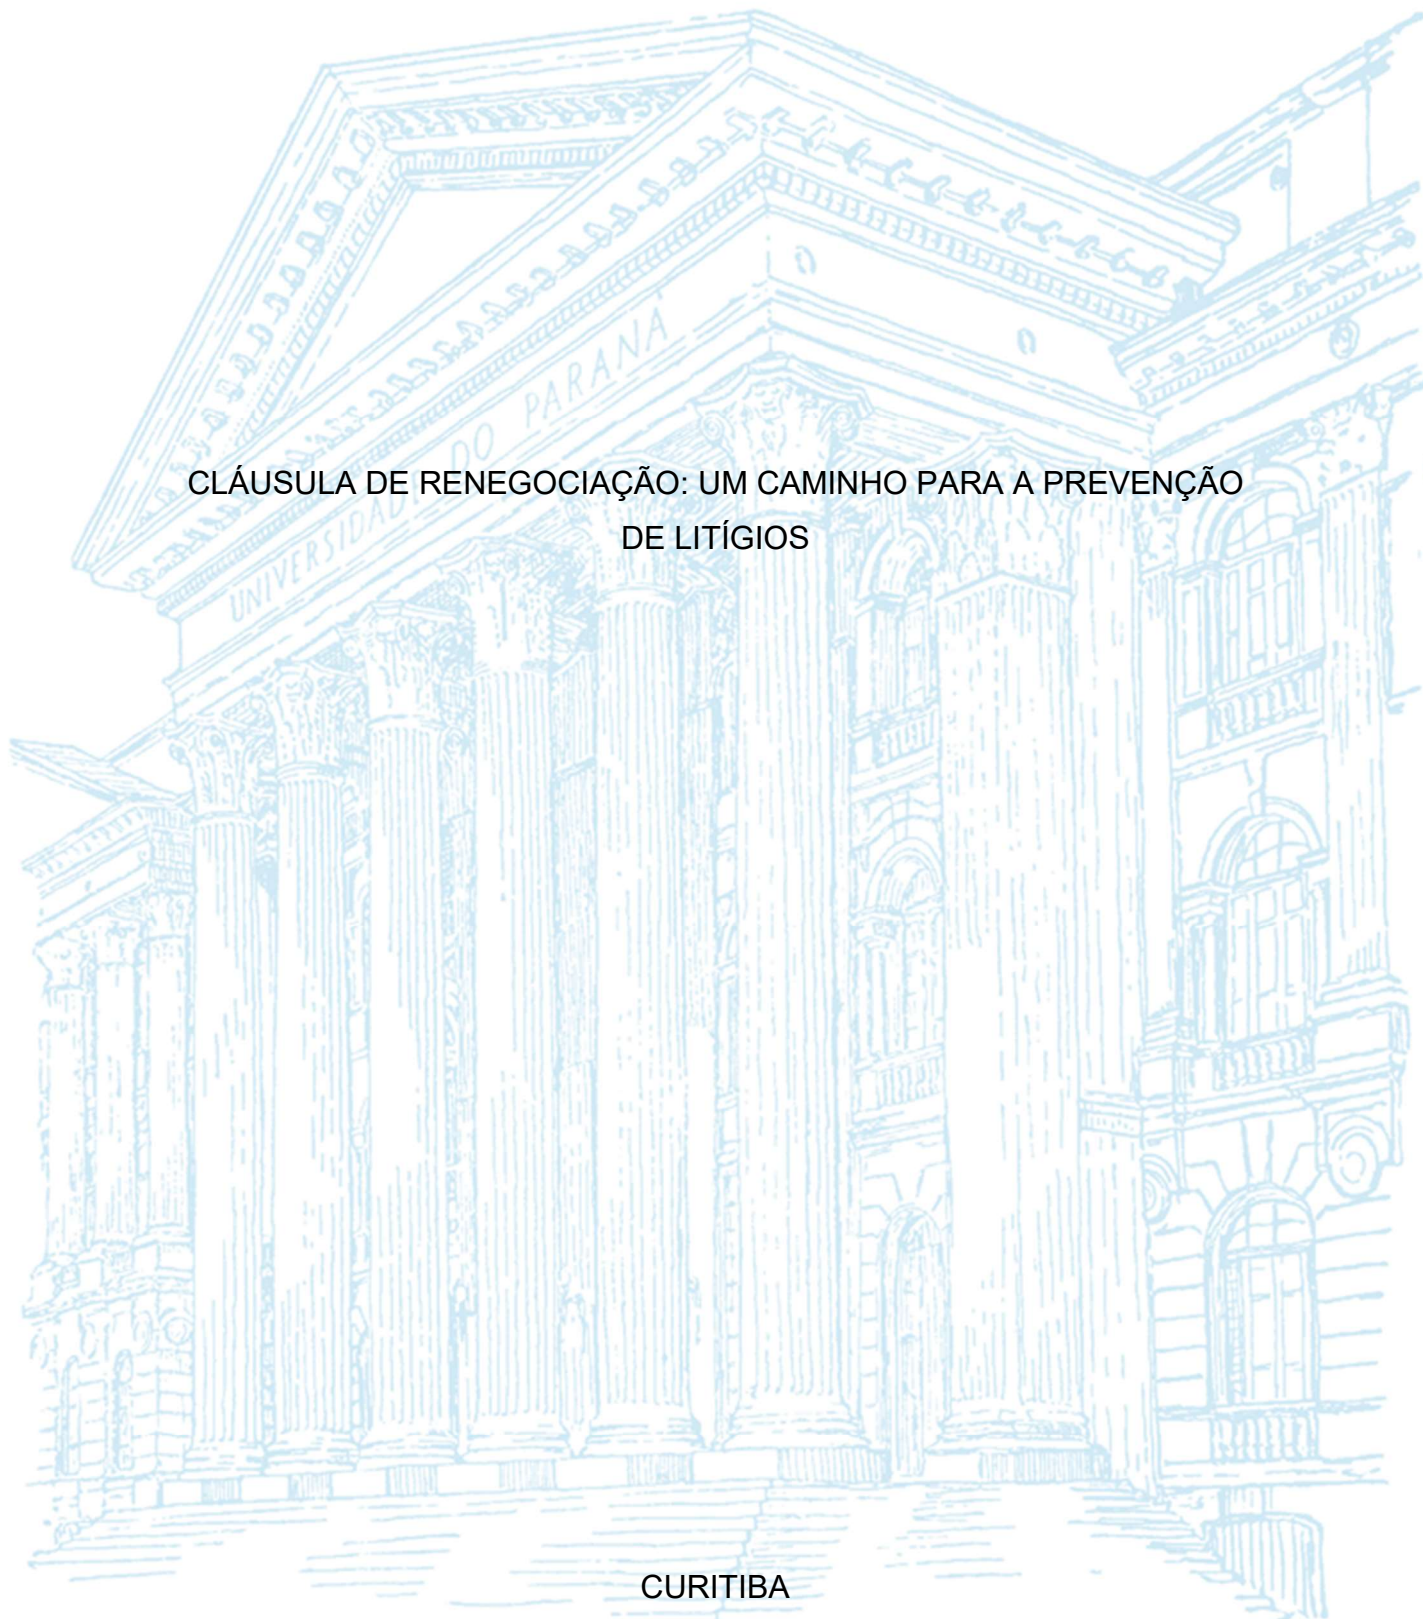 UNIVERSIDADE DO PARANÁ
CLÁUSULA DE RENEGOCIAÇÃO: UM CAMINHO PARA A PREVENÇÃO
DE LITÍGIOS
CURITIBA